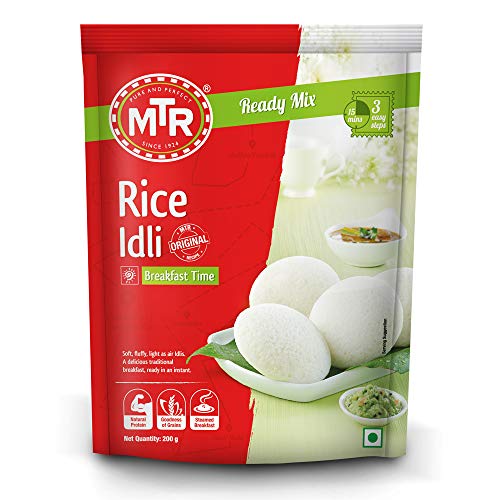 PURE AND PERFECT
MTR
®
SINCE 1924
Ready Mix
15
mins
3
easy
steps
Rice
Idli
MTR
ORIGINAL
RECIPE
Breakfast Time
Soft, fluffy, light as air Idlis.
A delicious traditional
breakfast, ready in an instant.
Natural
Protein
Goodness
of Grains
Steamed
Breakfast
Net Quantity: 200 g
Serving Suggestion